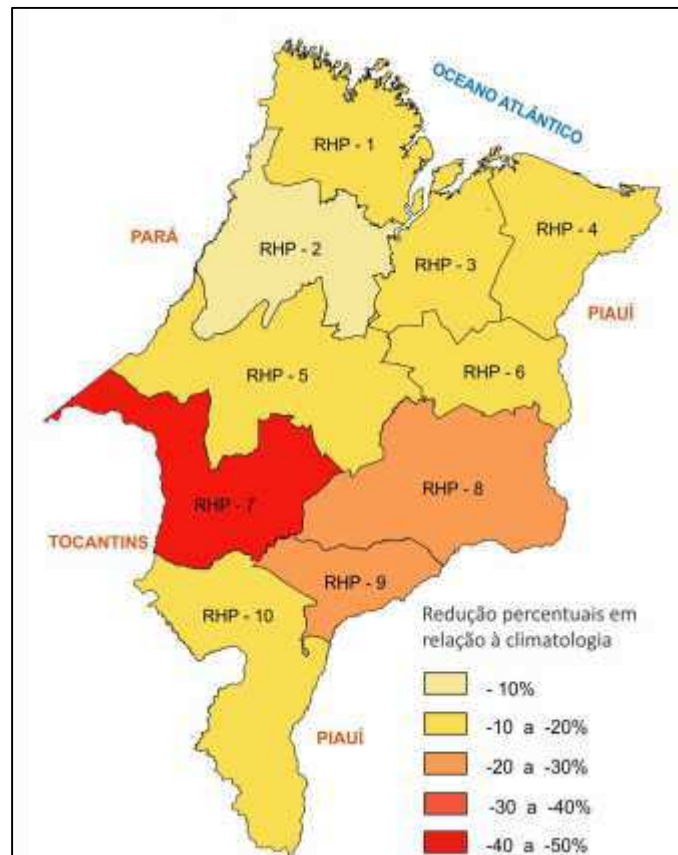 OCEANO ATLÂNTICO
RHP - 1
RHP - 4
PARÁ
RHP - 2
RHP - 3
PIAUÍ
RHP - 5
RHP - 6
RHP - 7
RHP - 8
TOCANTINS
RHP - 9
RHP - 10
PIAUÍ
Redução percentuais em
relação à climatologia
- 10%
-10 a -20%
-20 a -30%
-30 a -40%
-40 a -50%